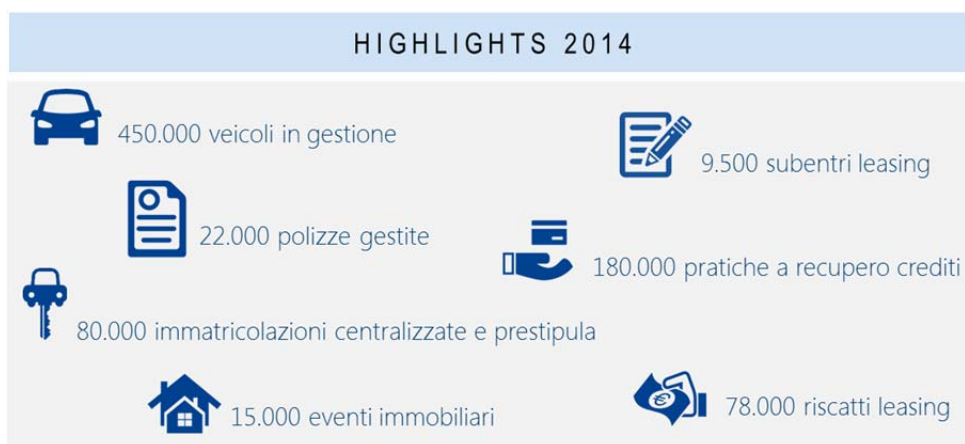 HIGHLIGHTS 2014
450.000 veicoli in gestione
9.500 subentri leasing
22.000 polizze gestite
180.000 pratiche a recupero crediti
80.000 immatricolazioni centralizzate e prestipula
15.000 eventi immobiliari
78.000 riscatti leasing